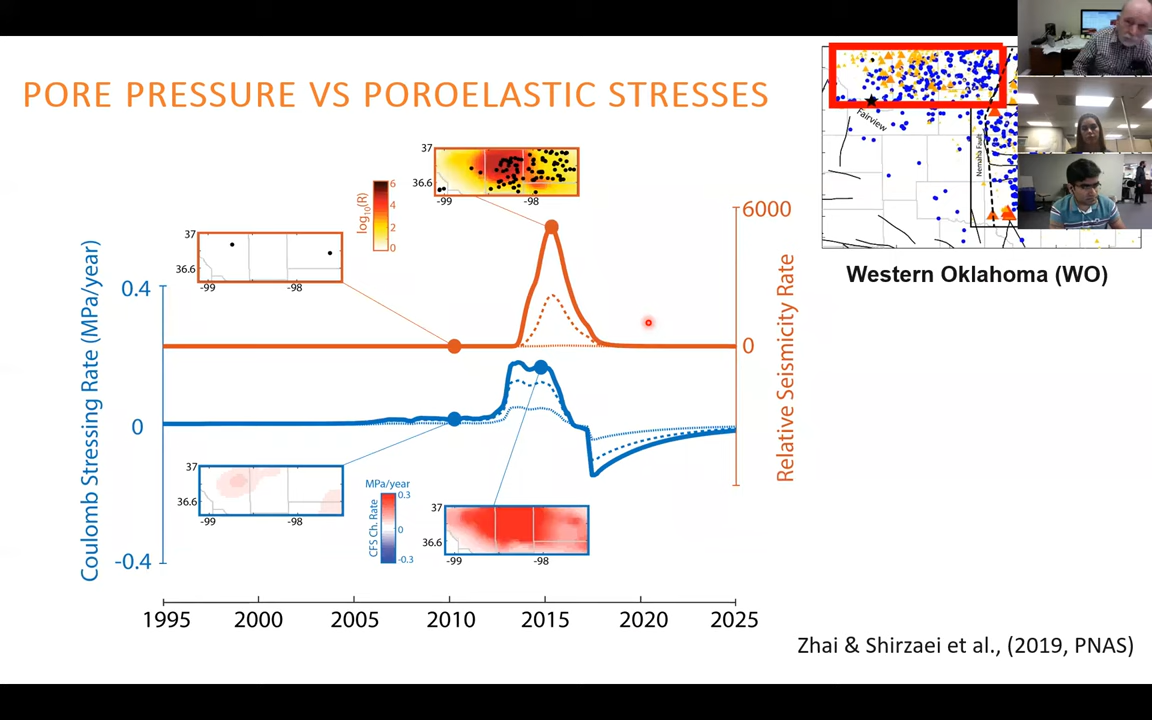 PORE PRESSURE VS POROELASTIC STRESSES
Fairview
Nemaha Fault
Western Oklahoma (WO)
37
36.6
-99
-98
log10(R)
6
4
2
0
37
36.6
-99
-98
Coulomb Stressing Rate (MPa/year)
0.4
0
-0.4
6000
0
Relative Seismicity Rate
37
36.6
-99
-98
MPa/year
CFS Ch. Rate
0.3
0
-0.3
37
36.6
-99
-98
1995 2000 2005 2010 2015 2020 2025
Zhai & Shirzaei et al., (2019, PNAS)